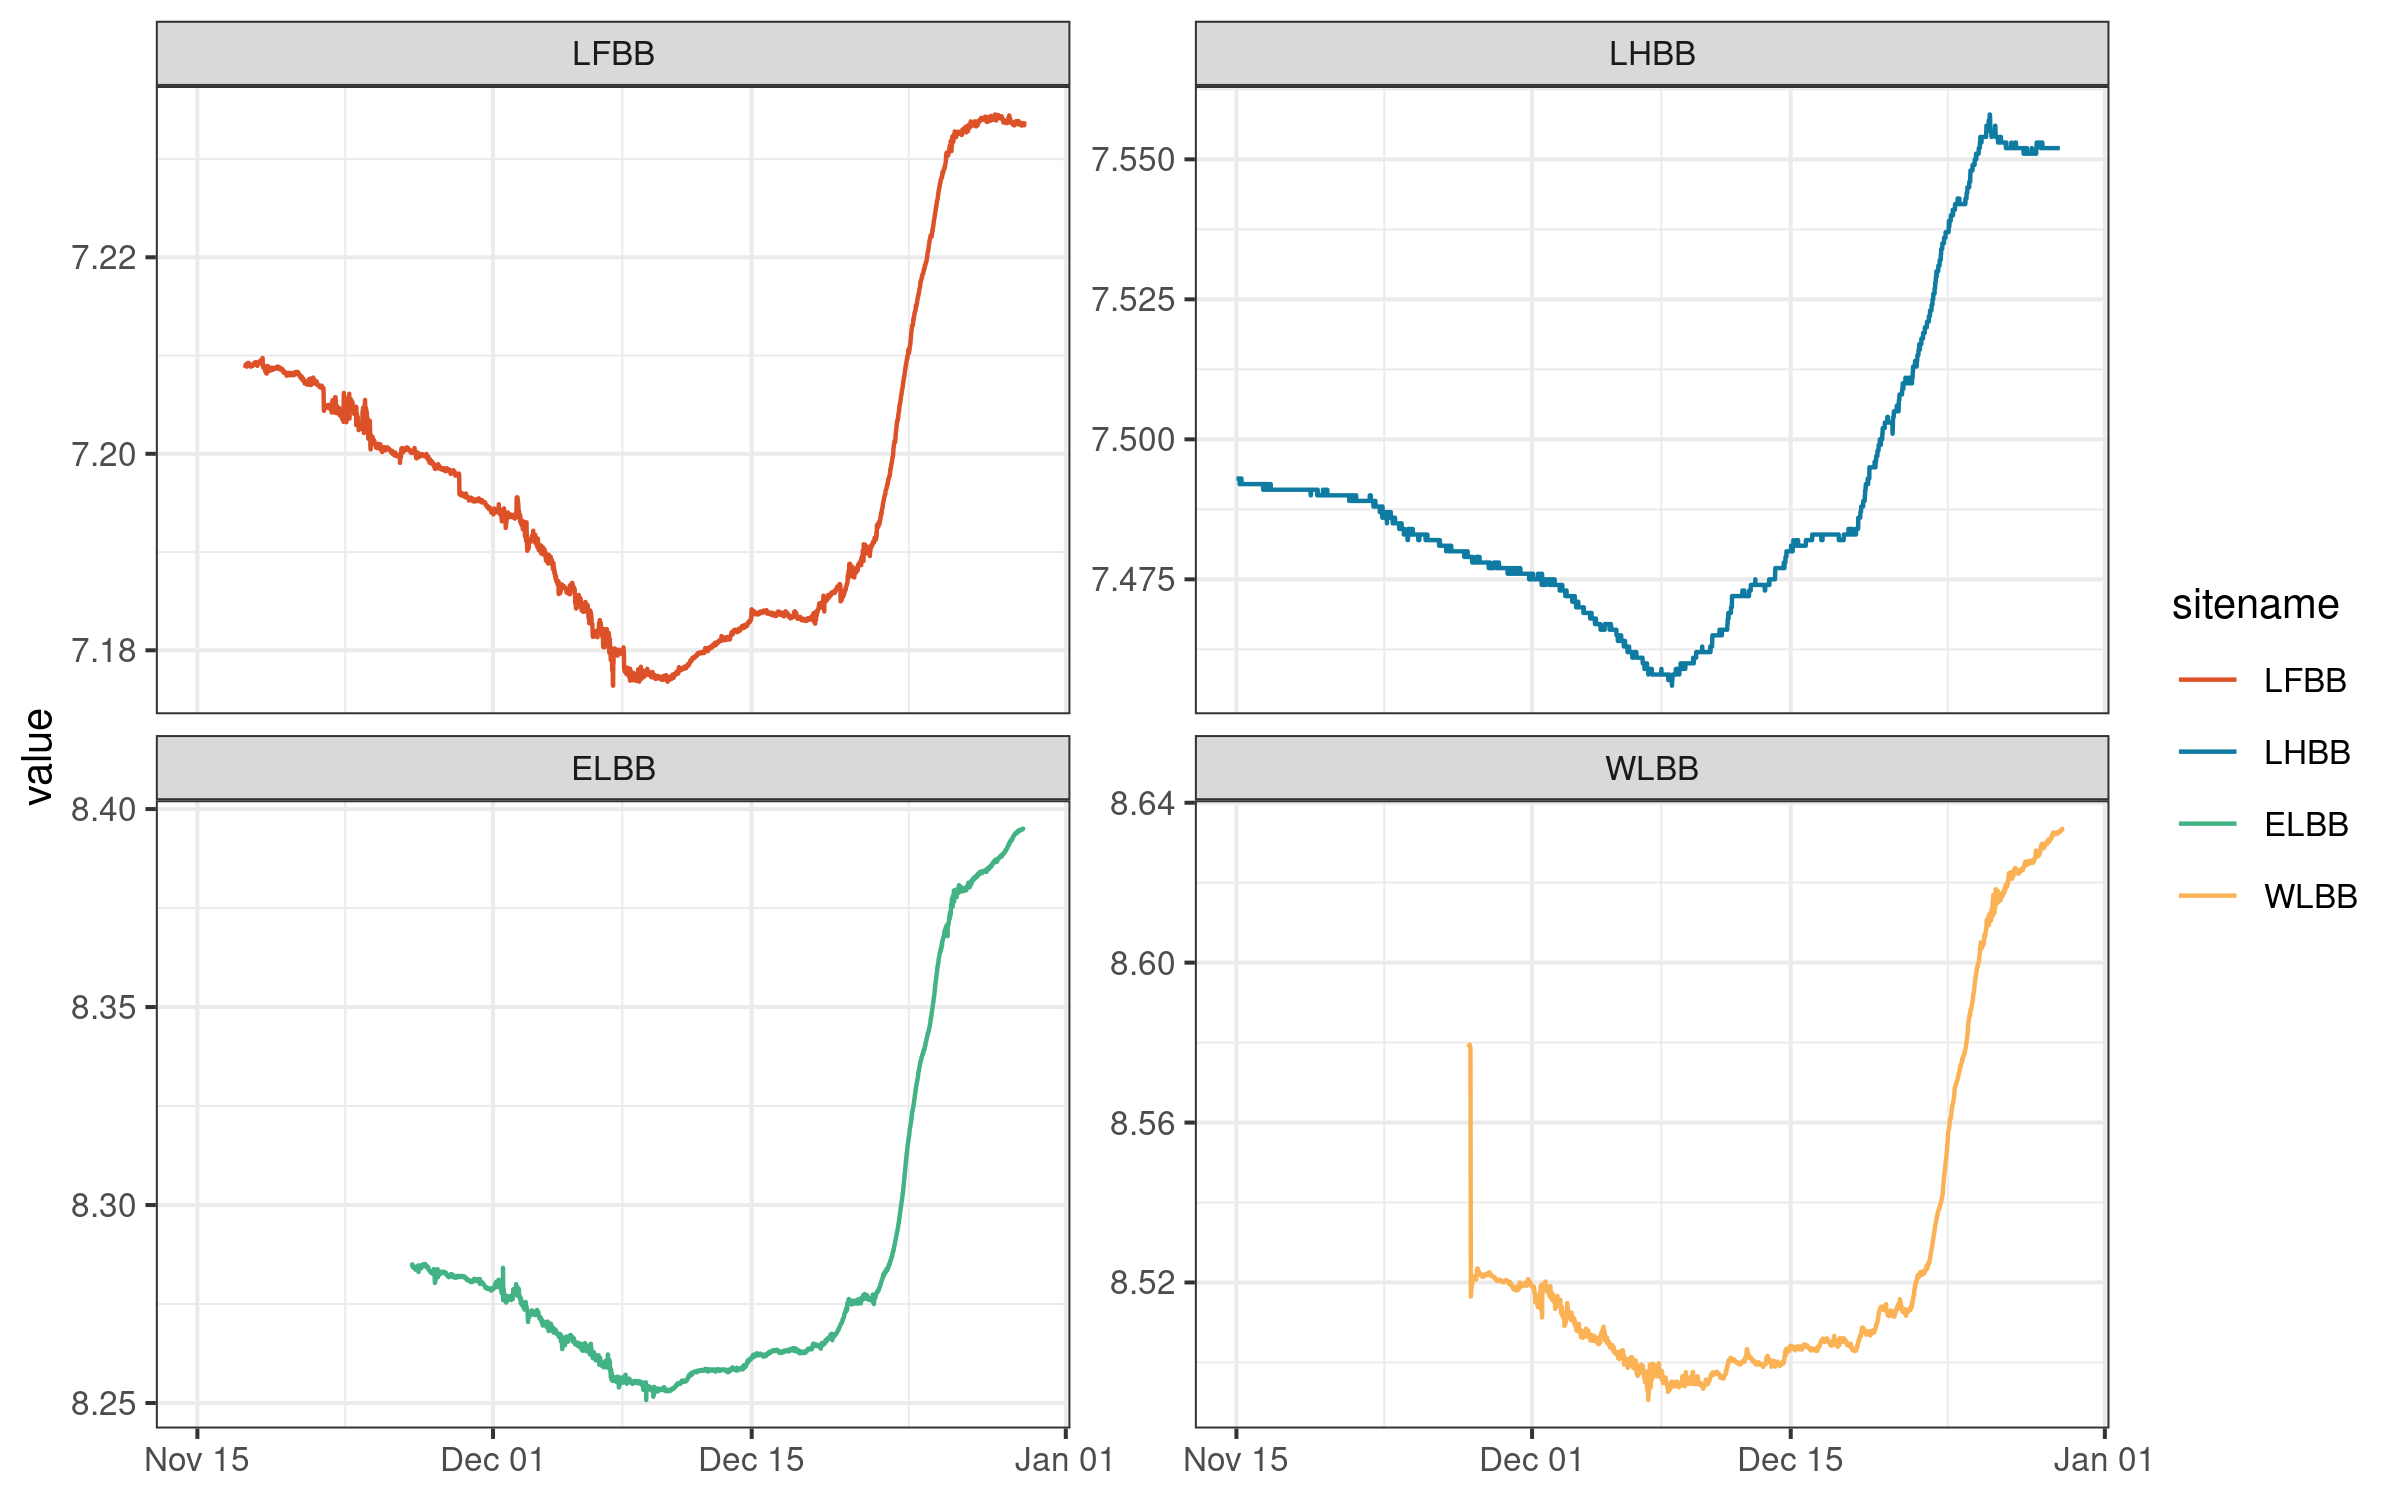 LFBB
LHBB
7.22
7.20
7.18
7.550
7.525
7.500
7.475
value
ELBB
WLBB
8.40
8.35
8.30
8.25
8.64
8.60
8.56
8.52
Nov 15 Dec 01 Dec 15 Jan 01
Nov 15 Dec 01 Dec 15 Jan 01
sitename
LFBB
LHBB
ELBB
WLBB